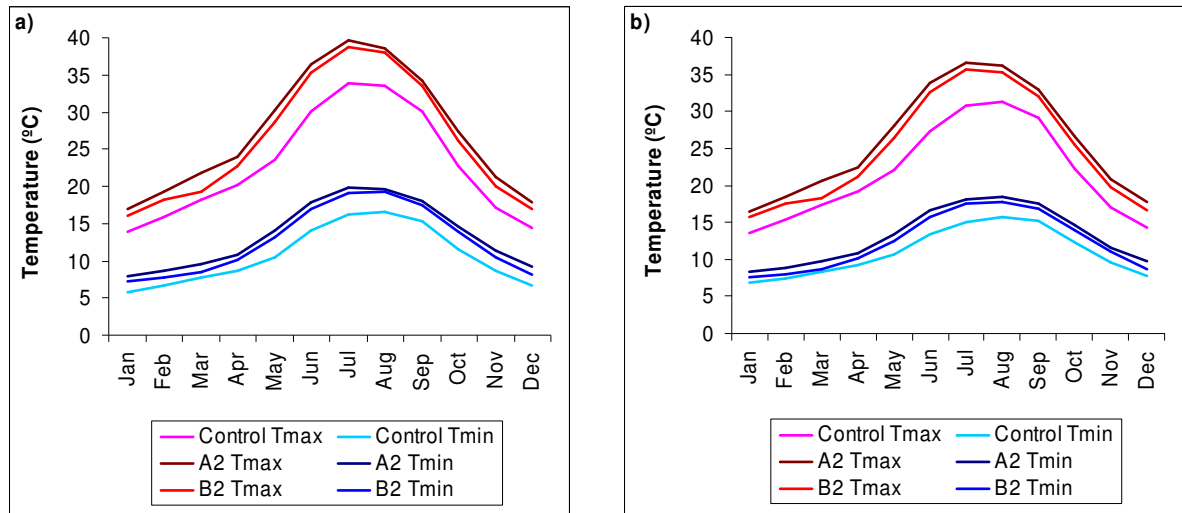 a)
Temperature (ºC)
40
35
30
25
20
15
10
5
0
Jan Feb Mar Apr May Jun Jul Aug Sep Oct Nov Dec
Control Tmax Control Tmin
A2 Tmax A2 Tmin
B2 Tmax B2 Tmin
b)
Temperature (ºC)
40
35
30
25
20
15
10
5
0
Jan Feb Mar Apr May Jun Jul Aug Sep Oct Nov Dec
Control Tmax Control Tmin
A2 Tmax A2 Tmin
B2 Tmax B2 Tmin